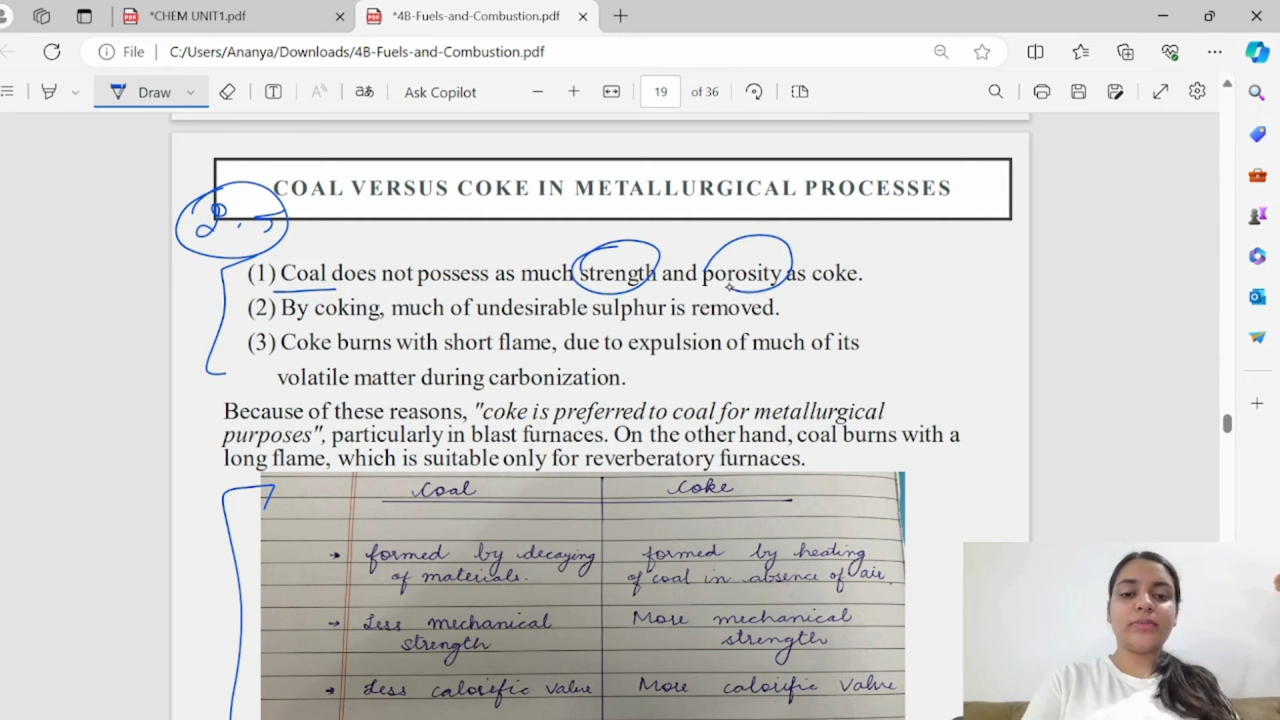 *CHEM UNIT1.pdf
*4B-Fuels-and-Combustion.pdf
File C:/Users/Ananya/Downloads/4B-Fuels-and-Combustion.pdf
Draw
Ask Copilot
19 of 36
COAL VERSUS COKE IN METALLURGICAL PROCESSES
(1) Coal does not possess as much strength and porosity as coke.
(2) By coking, much of undesirable sulphur is removed.
(3) Coke burns with short flame, due to expulsion of much of its
volatile matter during carbonization.
Because of these reasons, "coke is preferred to coal for metallurgical
purposes", particularly in blast furnaces. On the other hand, coal burns with a
long flame, which is suitable only for reverberatory furnaces.
Coal Coke
→ formed by decaying formed by heating
of materials. of coal in absence of air
→ Less mechanical More mechanical
strength strength
→ Less calorific value More calorific value